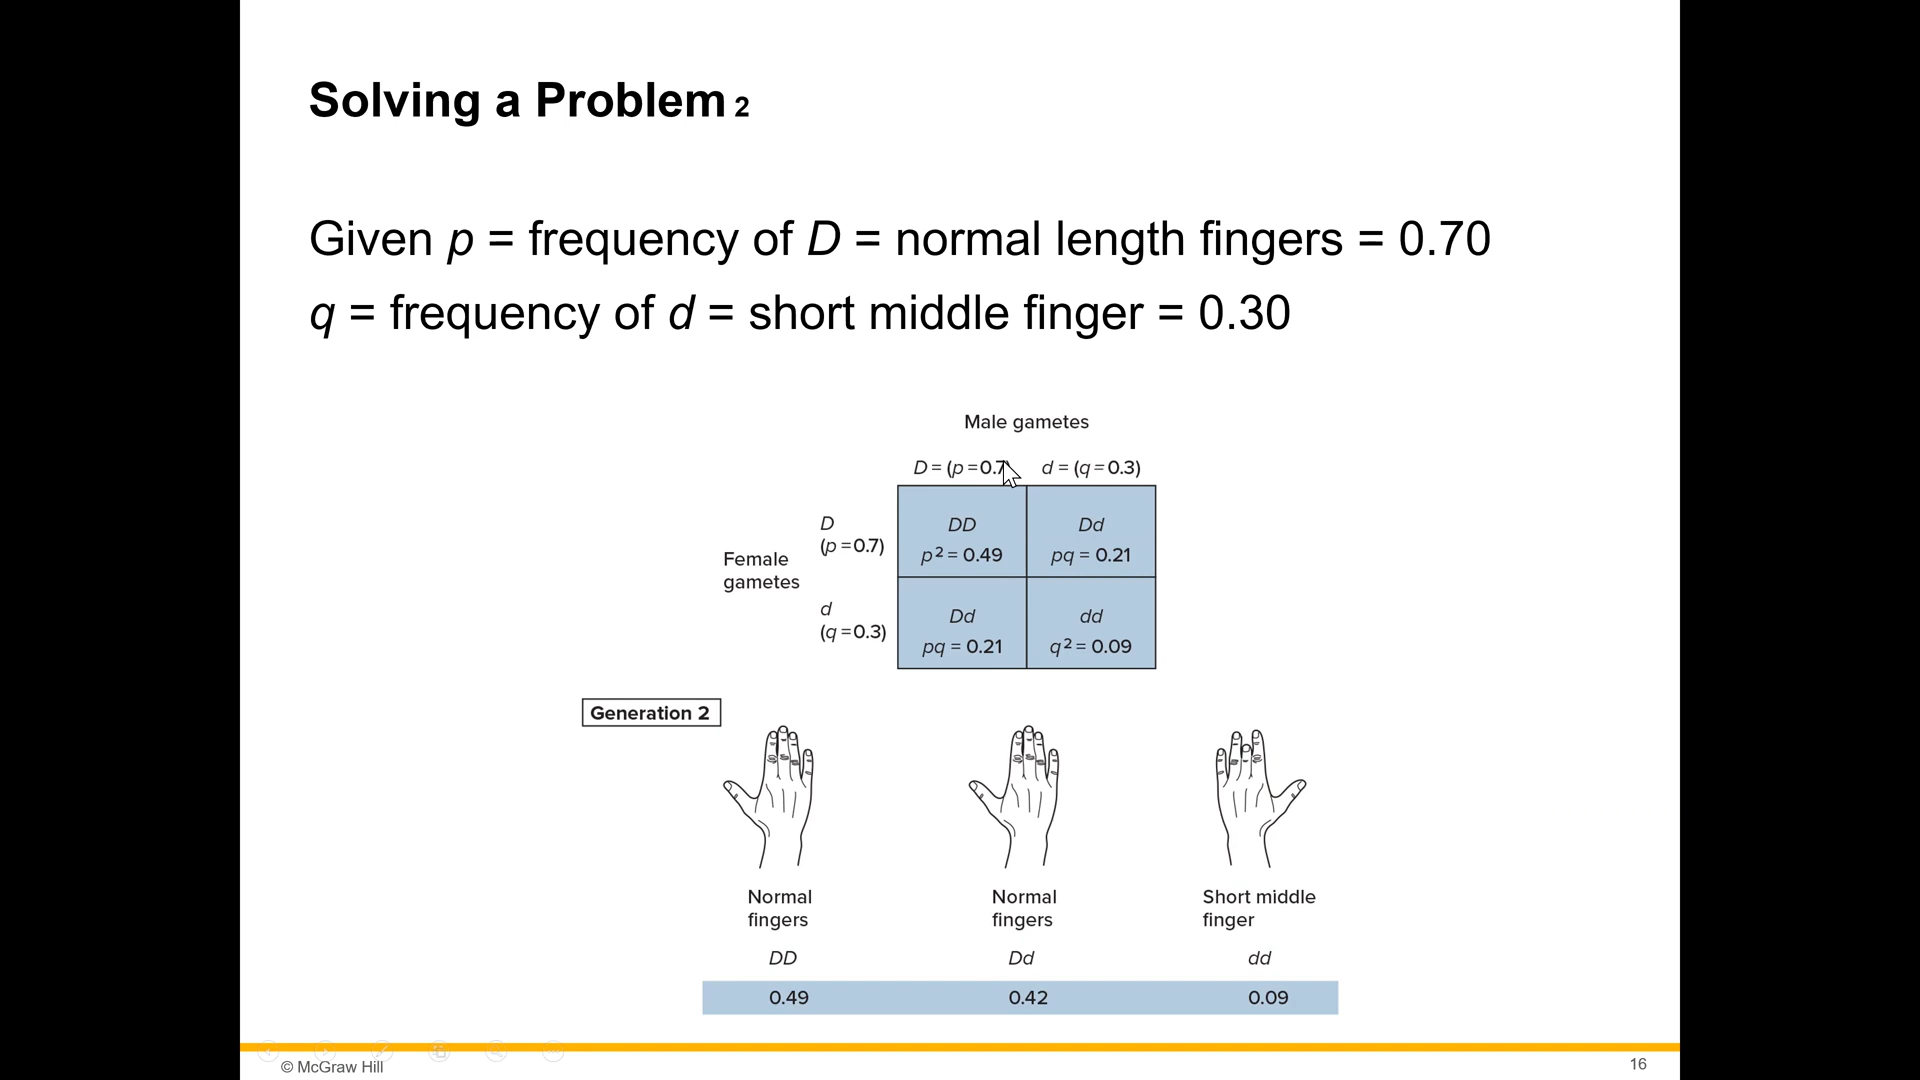 Solving a Problem 2
Given p = frequency of D = normal length fingers = 0.70
q = frequency of d = short middle finger = 0.30
Male gametes
D = (p = 0.7) d = (q = 0.3)
Female
gametes
D
(p = 0.7)
DD
p² = 0.49
Dd
pq = 0.21
d
(q = 0.3)
Dd
pq = 0.21
dd
q² = 0.09
Generation 2
Normal
fingers
Normal
fingers
Short middle
finger
DD Dd dd
0.49 0.42 0.09
© McGraw Hill
16